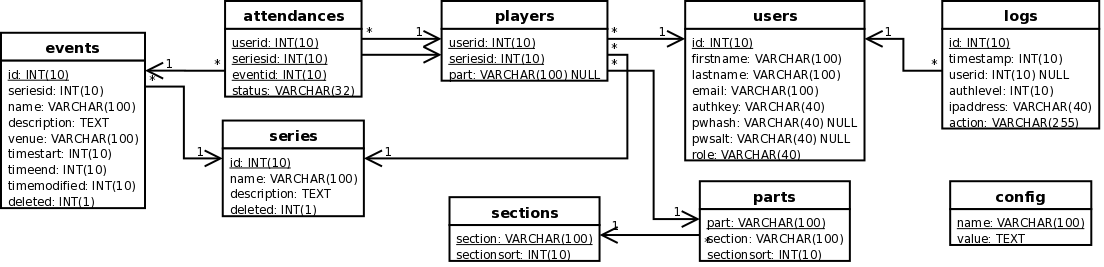 events
id: INT(10)
seriesid: INT(10)
name: VARCHAR(100)
description: TEXT
venue: VARCHAR(100)
timestart: INT(10)
timeend: INT(10)
timemodified: INT(10)
deleted: INT(1)
1
*
*
attendances
userid: INT(10)
seriesid: INT(10)
eventid: INT(10)
status: VARCHAR(32)
*
1
series
id: INT(10)
name: VARCHAR(100)
description: TEXT
deleted: INT(1)
1
1
players
userid: INT(10)
seriesid: INT(10)
part: VARCHAR(100) NULL
*
*
*
1
users
id: INT(10)
firstname: VARCHAR(100)
lastname: VARCHAR(100)
email: VARCHAR(100)
authkey: VARCHAR(40)
pwhash: VARCHAR(40) NULL
pwsalt: VARCHAR(40) NULL
role: VARCHAR(40)
1
*
logs
id: INT(10)
timestamp: INT(10)
userid: INT(10) NULL
authlevel: INT(10)
ipaddress: VARCHAR(40)
action: VARCHAR(255)
sections
section: VARCHAR(100)
sectionsort: INT(10)
1
*
1
parts
part: VARCHAR(100)
section: VARCHAR(100)
sectionsort: INT(10)
config
name: VARCHAR(100)
value: TEXT